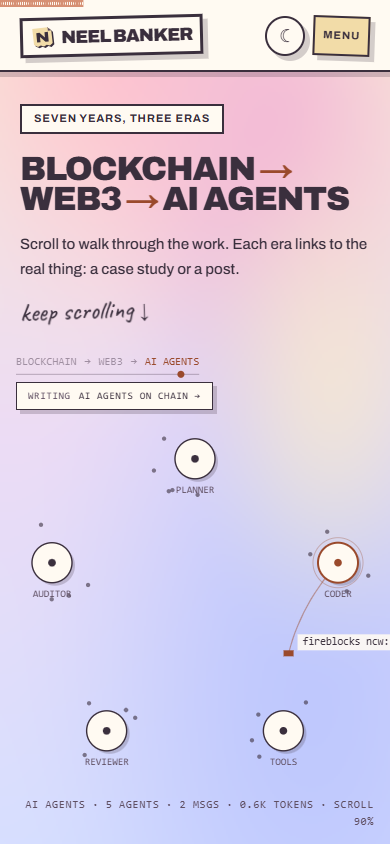 N NEEL BANKER
MENU
SEVEN YEARS, THREE ERAS
BLOCKCHAIN→
WEB3→AI AGENTS
Scroll to walk through the work. Each era links to the
real thing: a case study or a post.
keep scrolling ↓
BLOCKCHAIN → WEB3 → AI AGENTS
WRITING AI AGENTS ON CHAIN →
PLANNER
AUDITOR
CODER
fireblocks ncw:
REVIEWER
TOOLS
AI AGENTS · 5 AGENTS · 2 MSGS · 0.6K TOKENS · SCROLL
90%